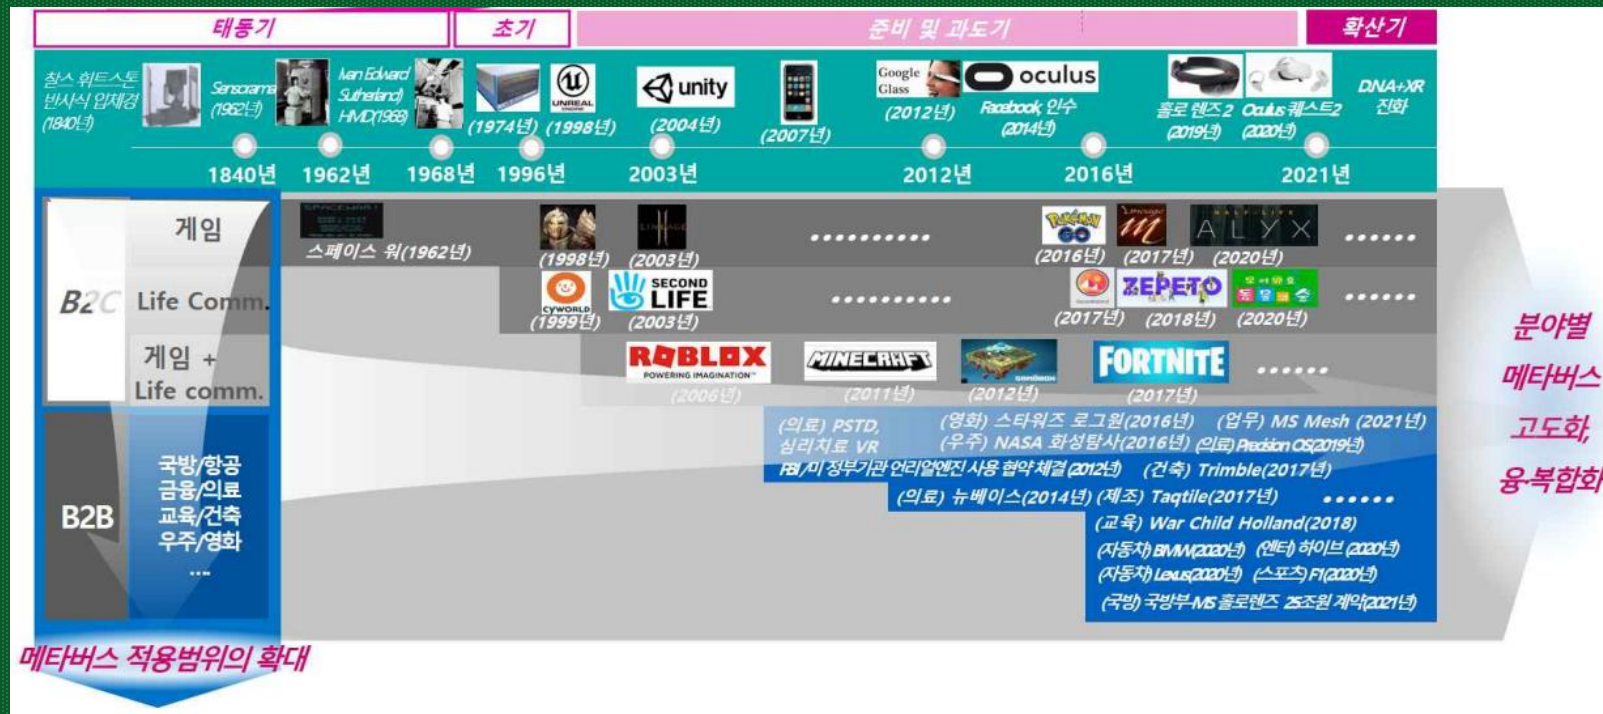 태동기
초기
준비 및 과도기
확산기
찰스 휘트스톤
반사식 입체경
(1840년)
Sensorama
(1962년)
Ivan Edward
Sutherland)
HMD(1968)
(1974년)
UNREAL
ENGINE
(1998년)
unity
(2004년)
(2007년)
Google
Glass
(2012년)
oculus
Facebook 인수
(2014년)
홀로 렌즈 2
(2019년)
Oculus 퀘스트2
(2020년)
DNA+XR
진화
1840년
1962년
1968년
1996년
2003년
2012년
2016년
2021년
B2C
게임
SPACEWAR!
스페이스 워(1962년)
(1998년)
LINEAGE II
(2003년)
••••••••••
POKÉMON
GO
(2016년)
M
(2017년)
HALF-LIFE
ALYX
(2020년)
••••••
Life Comm.
CYWORLD
(1999년)
SECOND
LIFE
(2003년)
••••••••••
(2017년)
ZEPETO
(2018년)
(2020년)
••••••
게임 +
Life comm.
ROBLOX
POWERING IMAGINATION™
(2006년)
MINECRAFT
(2011년)
SANDBOX
(2012년)
FORTNITE
(2017년)
••••••
B2B
국방/항공
금융/의료
교육/건축
우주/영화
....
(의료) PSTD,
심리치료 VR
(영화) 스타워즈 로그원(2016년)
(업무) MS Mesh (2021년)
(우주) NASA 화성탐사(2016년)
(의료) Precision OS(2019년)
FBI /미 정부기관 언리얼엔진 사용 협약 체결 (2012년)
(건축) Trimble(2017년)
(의료) 뉴베이스(2014년)
(제조) Taqtile(2017년)
••••••
(교육) War Child Holland(2018)
(자동차) BMW(2020년)
(엔터) 하이브 (2020년)
(자동차) Lexus(2020년)
(스포츠) F1(2020년)
(국방) 국방부-MS 홀로렌즈 25조원 계약(2021년)
분야별
메타버스
고도화,
융·복합화
메타버스 적용범위의 확대